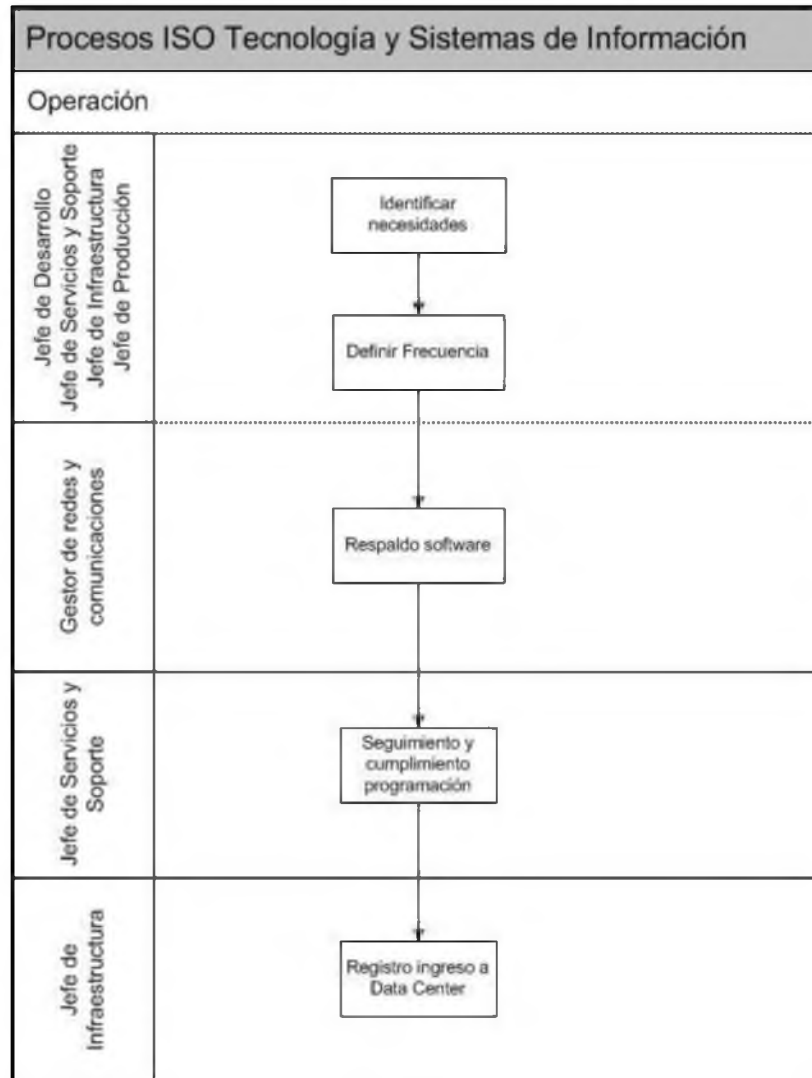 Procesos ISO Tecnología y Sistemas de Información
Operación
Jefe de Desarrollo
Jefe de Servicios y Soporte
Jefe de Infraestructura
Jefe de Producción
Identificar
necesidades
Definir Frecuencia
Gestor de redes y
comunicaciones
Respaldo software
Jefe de Servicios y
Soporte
Seguimiento y
cumplimiento
programación
Jefe de
Infraestructura
Registro ingreso a
Data Center